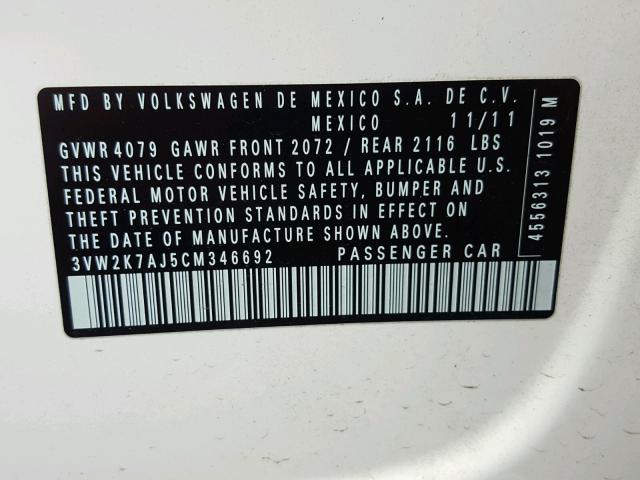 MFD BY VOLKSWAGEN DE MEXICO S.A. DE C.V.
MEXICO 11/11
GVWR 4079 GAWR FRONT 2072 / REAR 2116 LBS
THIS VEHICLE CONFORMS TO ALL APPLICABLE U.S.
FEDERAL MOTOR VEHICLE SAFETY, BUMPER AND
THEFT PREVENTION STANDARDS IN EFFECT ON
THE DATE OF MANUFACTURE SHOWN ABOVE.
3VW2K7AJ5CM346692 PASSENGER CAR
4556313 1019 M